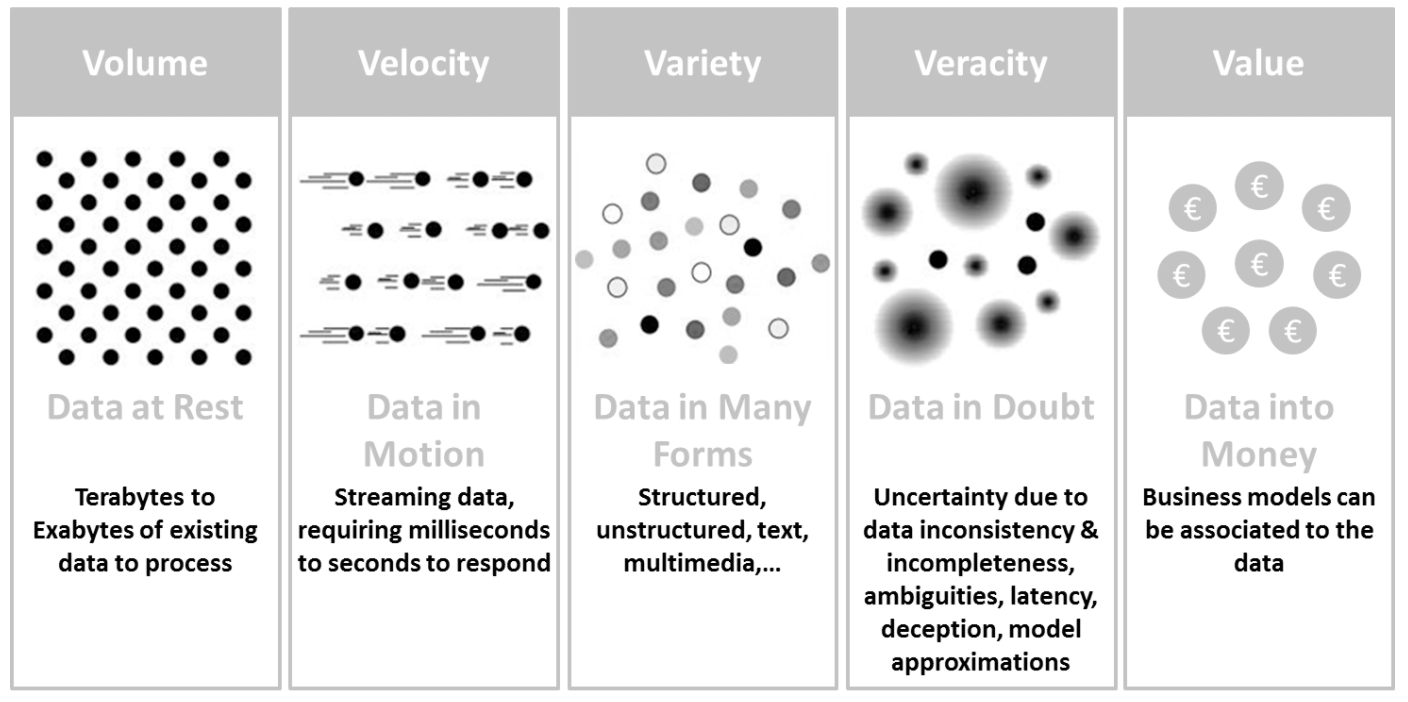 Volume
Data at Rest
Terabytes to
Exabytes of existing
data to process
Velocity
Data in
Motion
Streaming data,
requiring milliseconds
to seconds to respond
Variety
Data in Many
Forms
Structured,
unstructured, text,
multimedia,...
Veracity
Data in Doubt
Uncertainty due to
data inconsistency &
incompleteness,
ambiguities, latency,
deception, model
approximations
Value
€
€
€
€
€
€
€
€
Data into
Money
Business models can
be associated to the
data